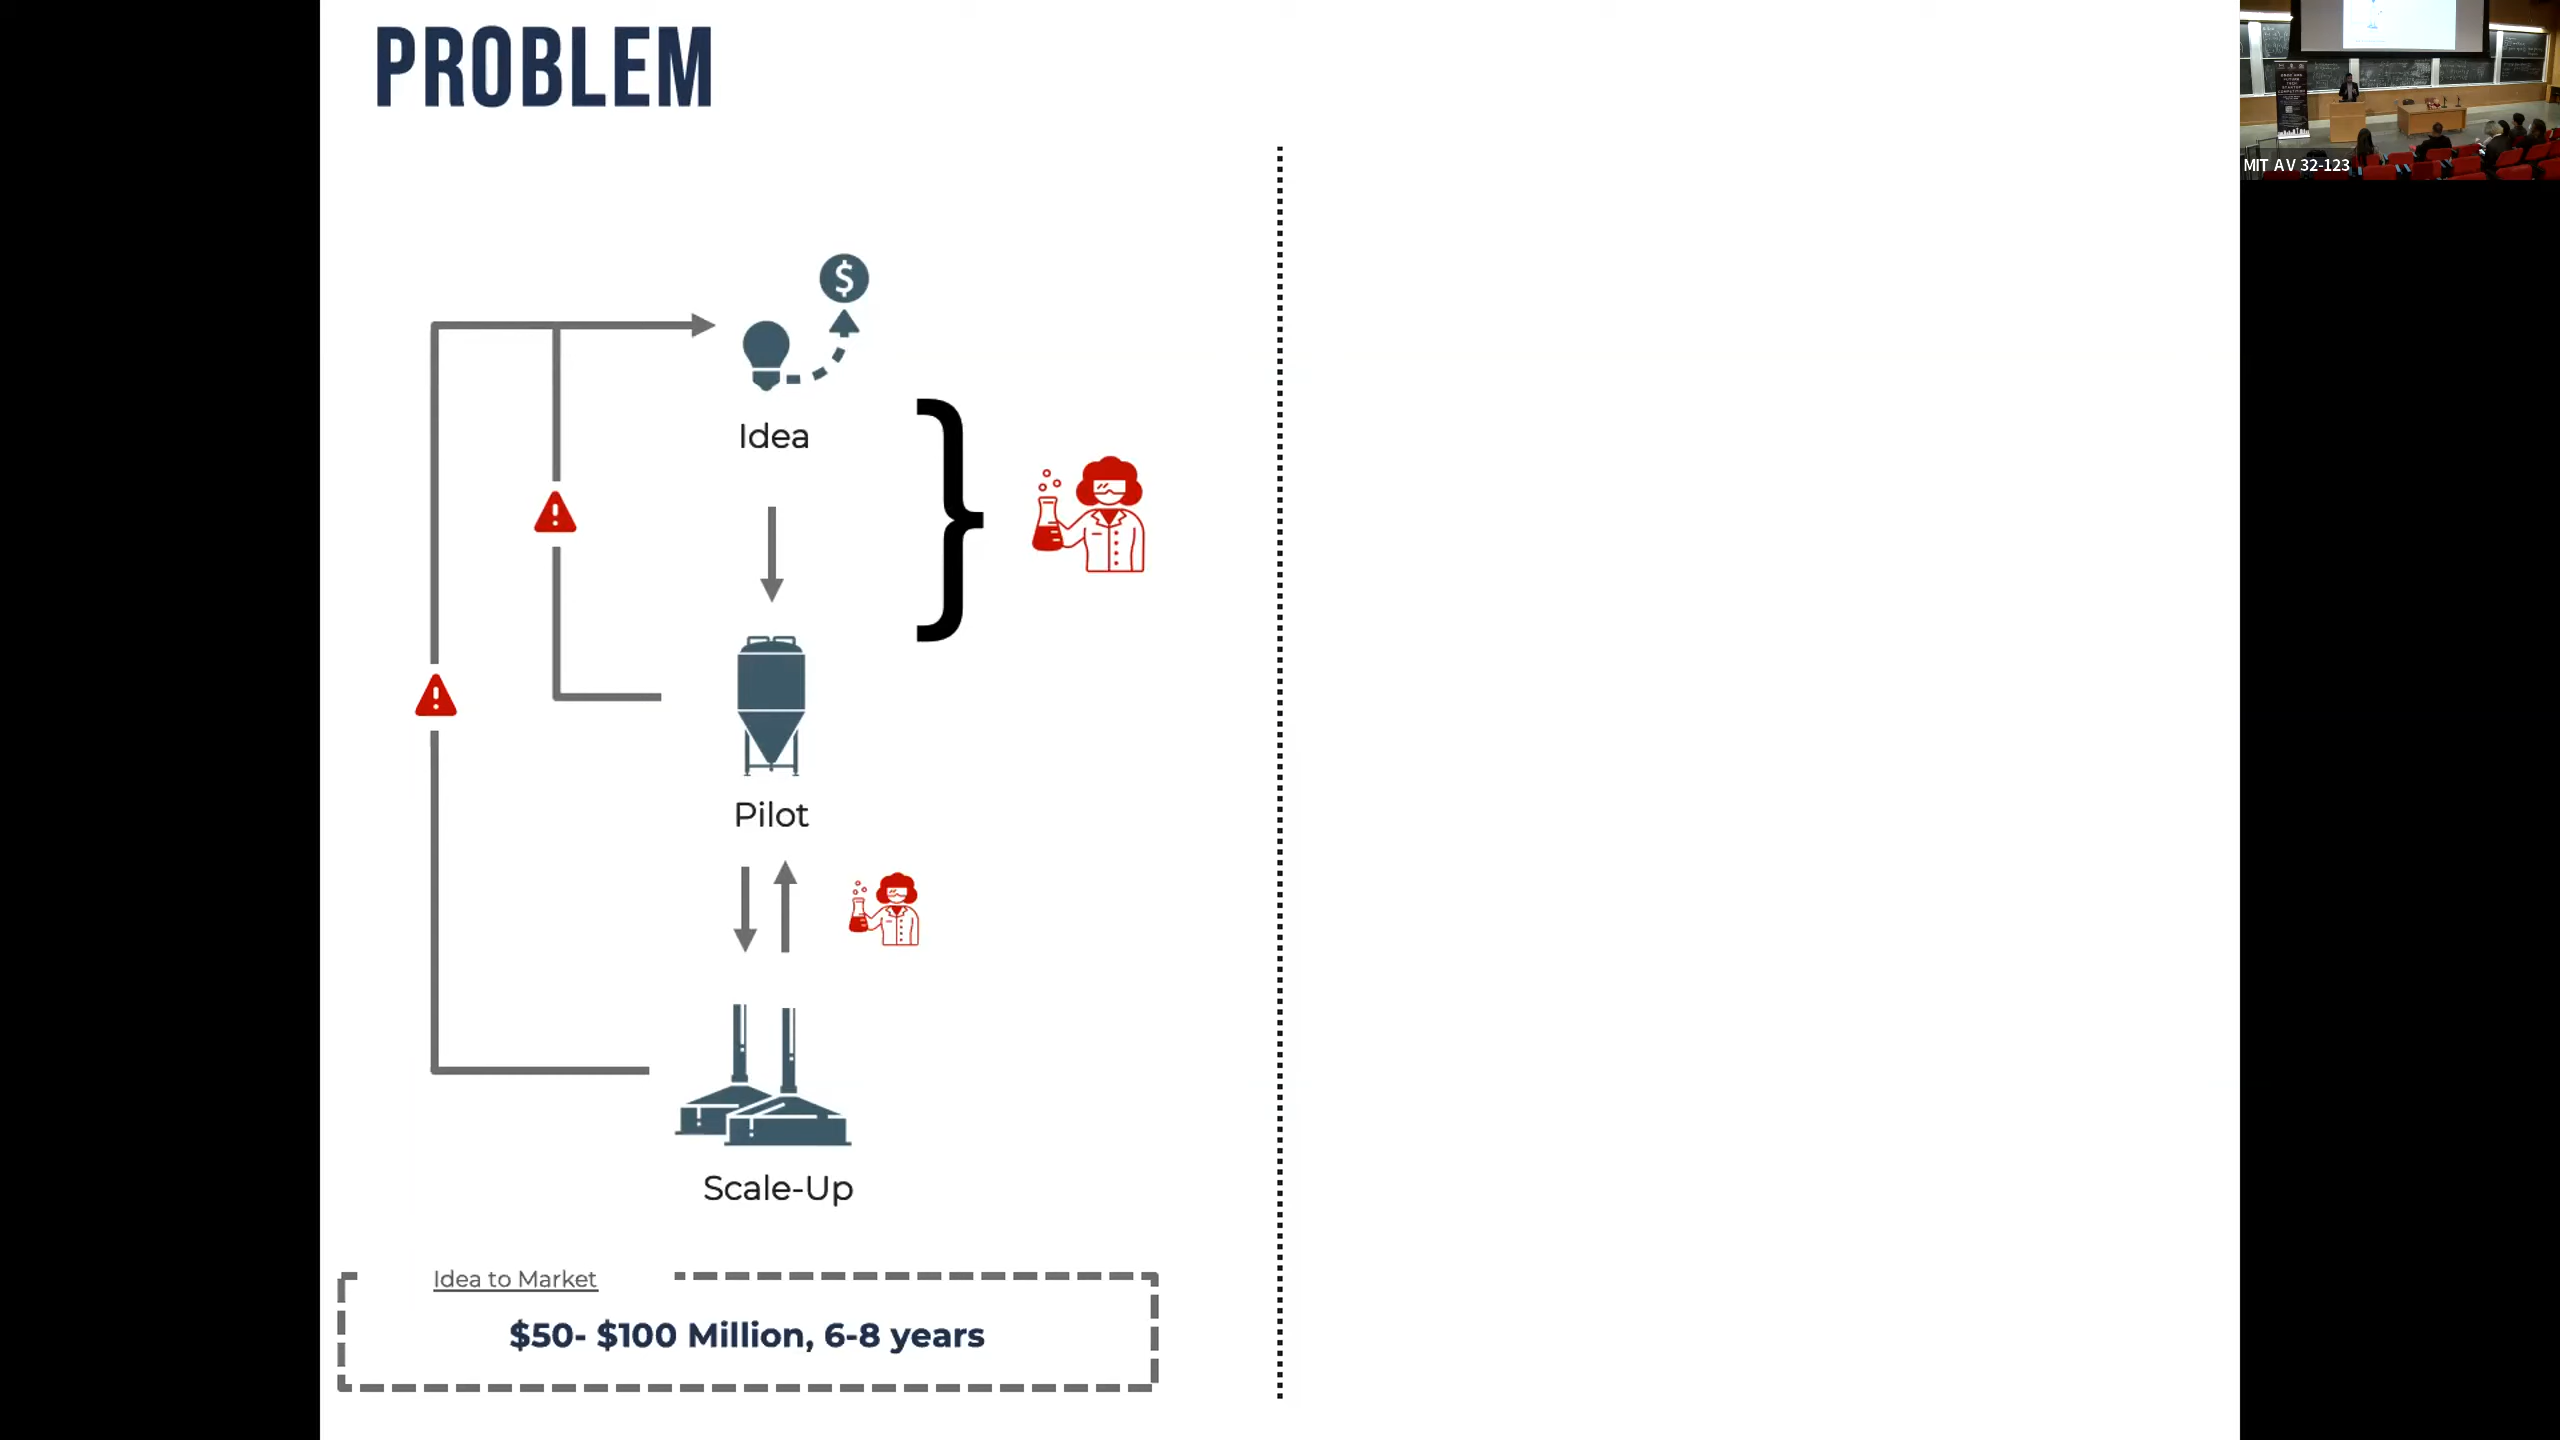 PROBLEM
$
Idea
Pilot
Scale-Up
Idea to Market
$50- $100 Million, 6-8 years
MIT AV 32-123